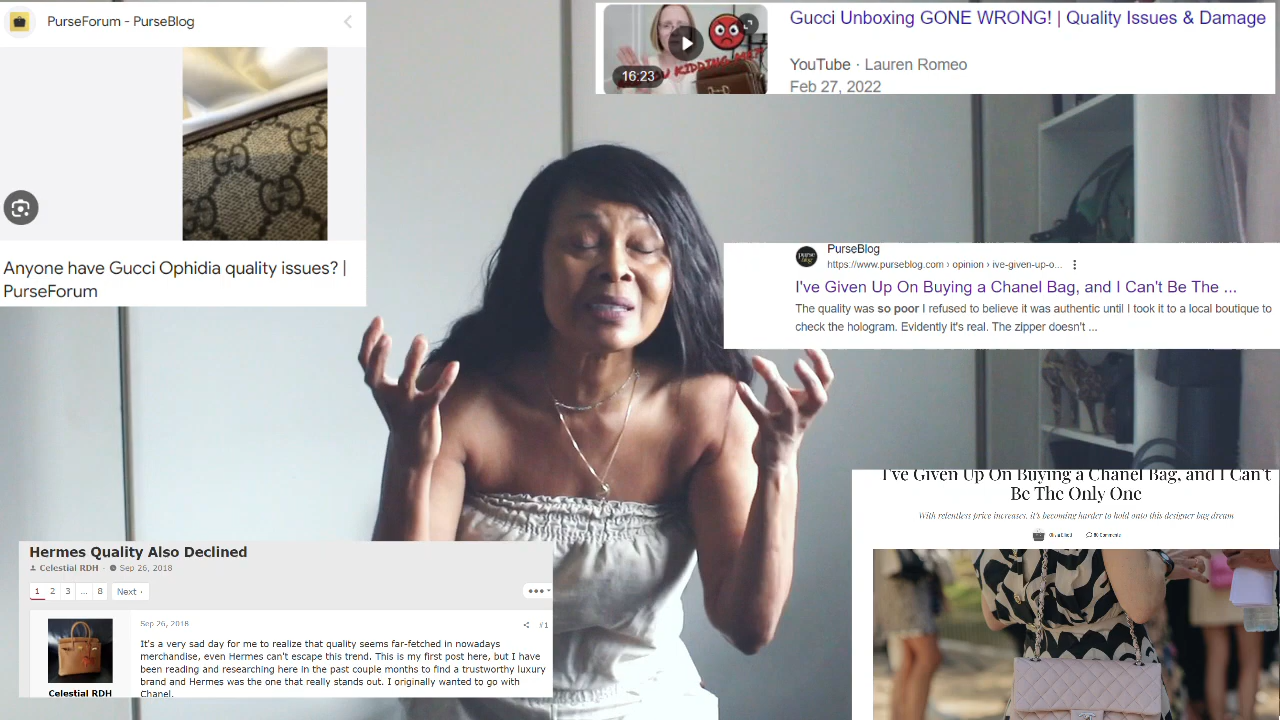 PurseForum - PurseBlog
Anyone have Gucci Ophidia quality issues? |
PurseForum
Gucci Unboxing GONE WRONG! | Quality Issues & Damage
YouTube · Lauren Romeo
Feb 27, 2022
KIDDING ME?!
16:23
PurseBlog
https://www.purseblog.com › opinion › ive-given-up-o...
I've Given Up On Buying a Chanel Bag, and I Can't Be The ...
The quality was so poor I refused to believe it was authentic until I took it to a local boutique to
check the hologram. Evidently it's real. The zipper doesn't ...
I've Given Up On Buying a Chanel Bag, and I Can't
Be The Only One
With relentless price increases, it's becoming harder to hold onto this designer bag dream
Comments
Hermes Quality Also Declined
Celestial RDH · Sep 26, 2018
1 2 3 ... 8 Next ›
Sep 26, 2018
#1
It's a very sad day for me to realize that quality seems far-fetched in nowadays
merchandise, even Hermes can't escape this trend. This is my first post here, but I have
been reading and researching here in the past couple months to find a trustworthy luxury
brand and Hermes was the one that really stands out. I originally wanted to go with
Chanel.
Celestial RDH